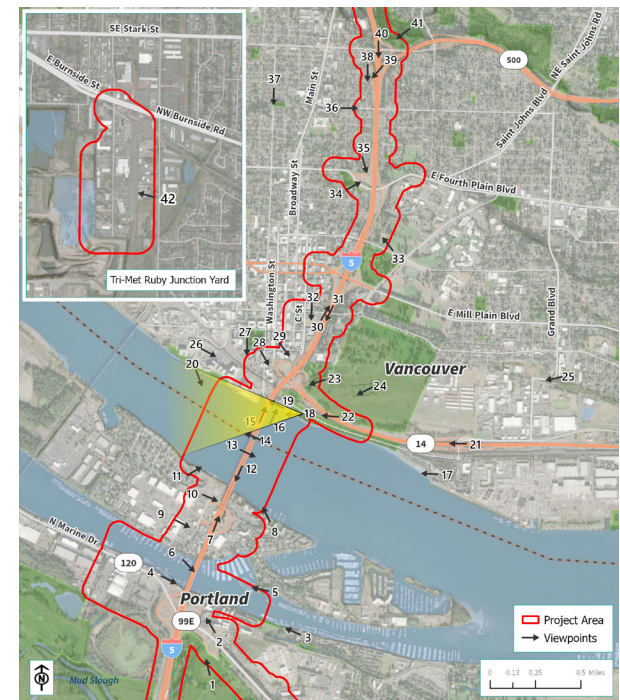 SE Stark St
E Burnside St
NW Burnside Rd
42
Tri-Met Ruby Junction Yard
41
40
38
39
37
36
35
34
33
500
NE Saint Johns Rd
Saint Johns Blvd
Main St
Broadway St
E Fourth Plain Blvd
5
Washington St
C St
32
31
30
E Mill Plain Blvd
Grand Blvd
29
28
27
26
20
Vancouver
25
24
23
22
19
18
15
16
14
21
17
14
13
12
11
10
9
8
7
6
5
4
3
2
1
N Marine Dr
120
Portland
99E
5
Mud Slough
N
Project Area
Viewpoints
0 0.13 0.25 0.5 Miles